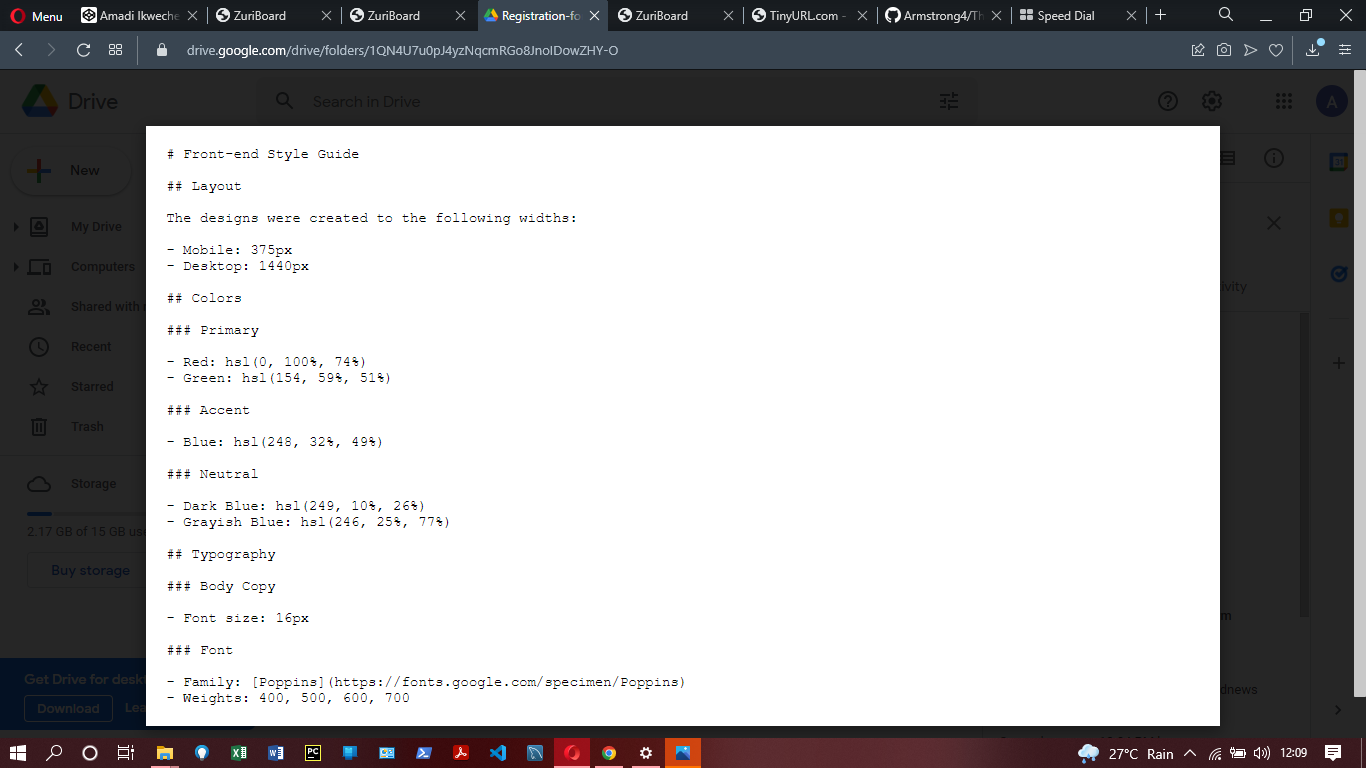 Menu
Amadi Ikweche
ZuriBoard
ZuriBoard
Registration-fo
ZuriBoard
TinyURL.com -
Armstrong4/Th
Speed Dial
drive.google.com/drive/folders/1QN4U7u0pJ4yzNqcmRGo8JnoIDowZHY-O
Drive
Search in Drive
A
New
My Drive
Computers
Shared with
Recent
Starred
Trash
Storage
2.17 GB of 15 GB use
Buy storage
Get Drive for deskt
Download
Lea
# Front-end Style Guide
## Layout
The designs were created to the following widths:
- Mobile: 375px
- Desktop: 1440px
## Colors
### Primary
- Red: hsl(0, 100%, 74%)
- Green: hsl(154, 59%, 51%)
### Accent
- Blue: hsl(248, 32%, 49%)
### Neutral
- Dark Blue: hsl(249, 10%, 26%)
- Grayish Blue: hsl(246, 25%, 77%)
## Typography
### Body Copy
- Font size: 16px
### Font
- Family: [Poppins](https://fonts.google.com/specimen/Poppins)
- Weights: 400, 500, 600, 700
ivity
m
dnews
27°C Rain
12:09